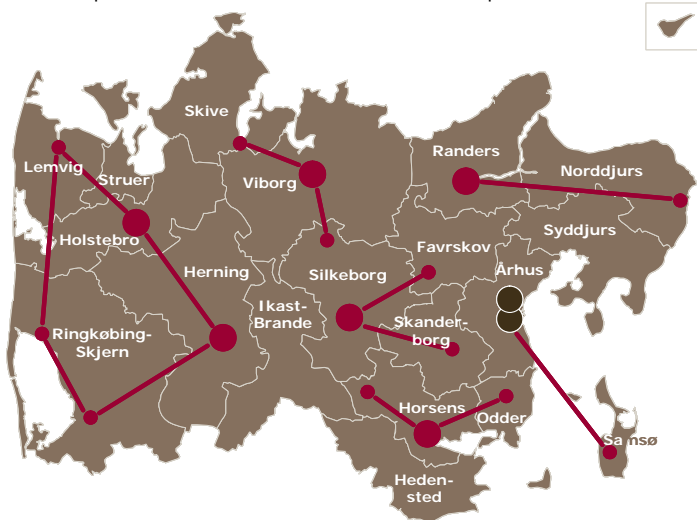 Skive
Randers
Lemvig
Struer
Viborg
Norddjurs
Syddjurs
Holstebro
Favrskov
Herning
Silkeborg
Århus
Ikast-
Brande
Ringkøbing-
Skjern
Skander-
borg
Horsens
Odder
Samsø
Heden-
sted